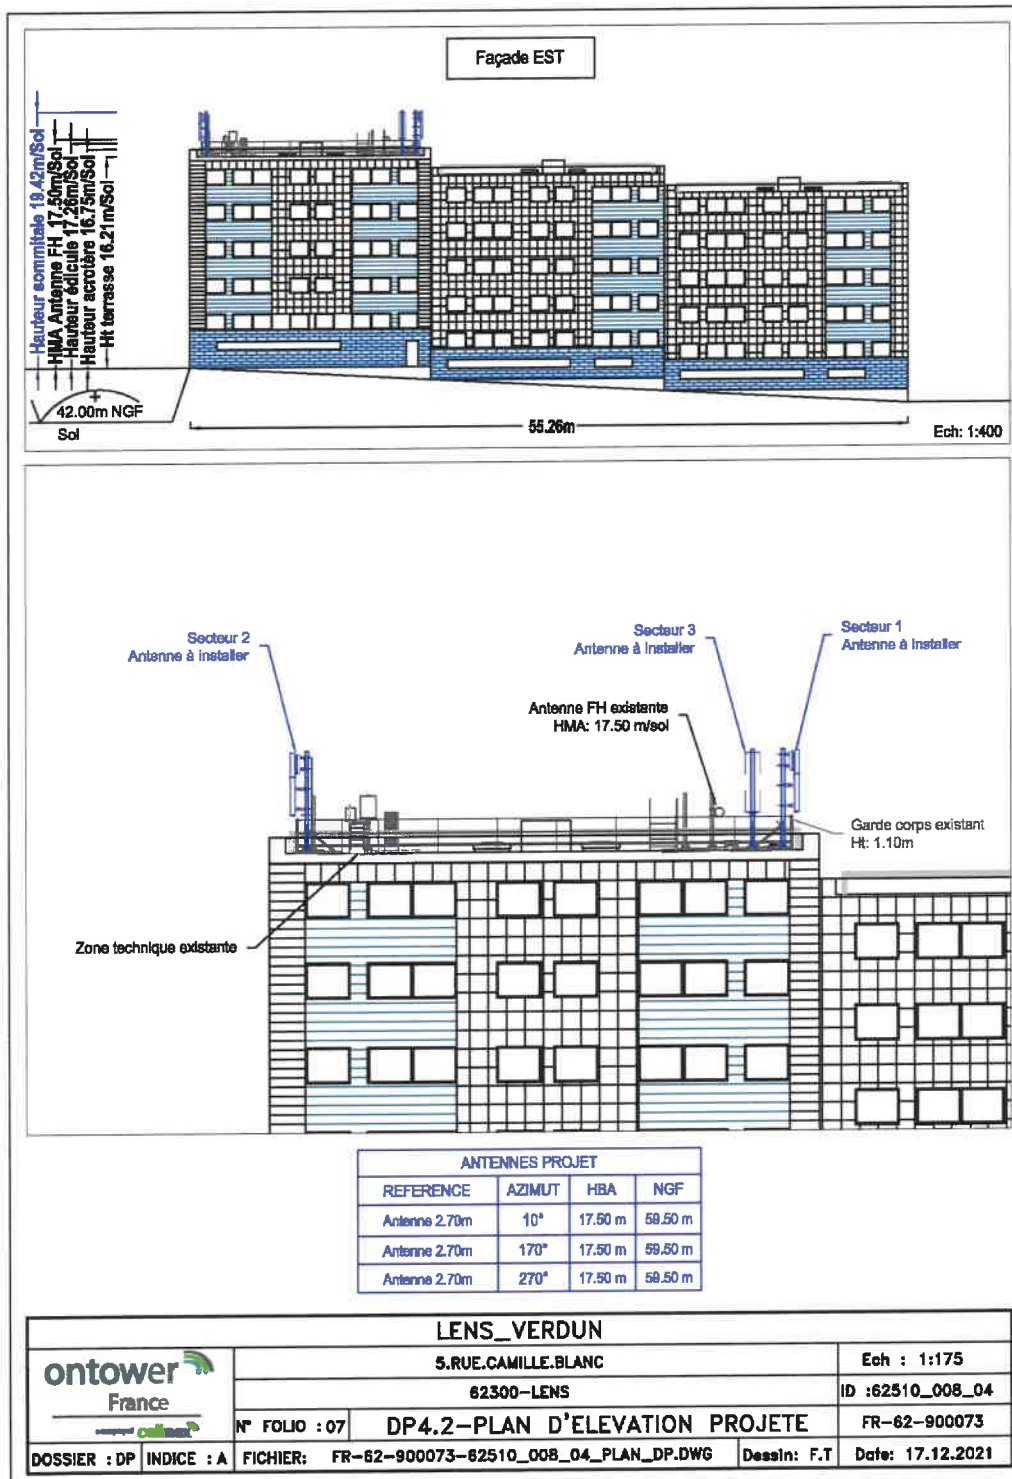 Façade EST
Hauteur sommitale 19.42m/Sol
HMA Antenne FH 17.50m/Sol
Hauteur édicule 17.26m/Sol
Hauteur acrotère 16.75m/Sol
Ht terrasse 16.21m/Sol
42.00m NGF
Sol
55.26m
Ech: 1:400
Secteur 2
Antenne à installer
Secteur 3
Antenne à installer
Secteur 1
Antenne à installer
Antenne FH existante
HMA: 17.50 m/sol
Garde corps existant
Ht: 1.10m
Zone technique existante
ANTENNES PROJET
REFERENCE AZIMUT HBA NGF
Antenne 2.70m 10° 17.50 m 59.50 m
Antenne 2.70m 170° 17.50 m 59.50 m
Antenne 2.70m 270° 17.50 m 59.50 m
LENS_VERDUN
ontower
France
cellnex
5.RUE.CAMILLE.BLANC
Ech : 1:175
62300-LENS
ID :62510_008_04
N° FOLIO :07
DP4.2-PLAN D'ELEVATION PROJETE
FR-62-900073
DOSSIER : DP
INDICE : A
FICHIER: FR-62-900073-62510_008_04_PLAN_DP.DWG
Dessin: F.T
Date: 17.12.2021